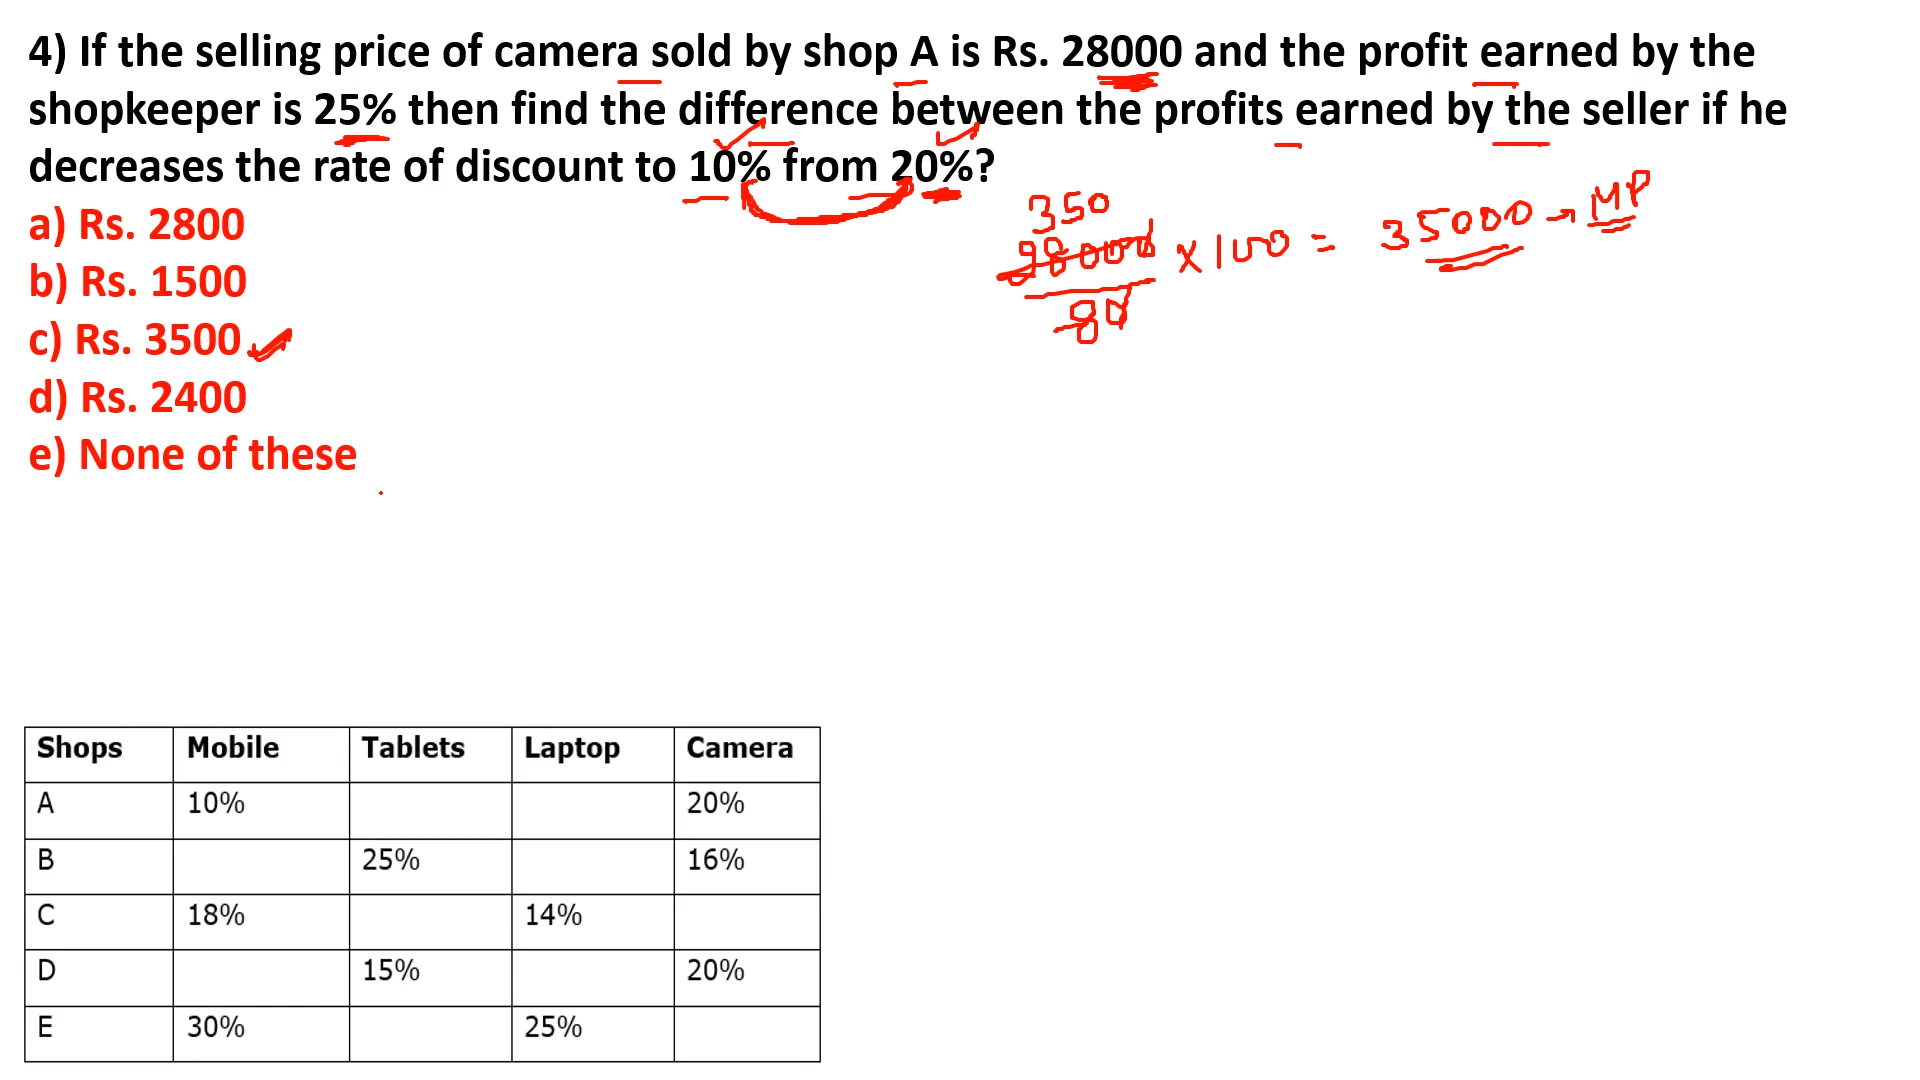 4) If the selling price of camera sold by shop A is Rs. 28000 and the profit earned by the
shopkeeper is 25% then find the difference between the profits earned by the seller if he
decreases the rate of discount to 10% from 20%?
a) Rs. 2800
b) Rs. 1500
c) Rs. 3500
d) Rs. 2400
e) None of these
350
28000
80
× 100 = 35000 → MP
Shops Mobile Tablets Laptop Camera
A 10% 20%
B 25% 16%
C 18% 14%
D 15% 20%
E 30% 25%